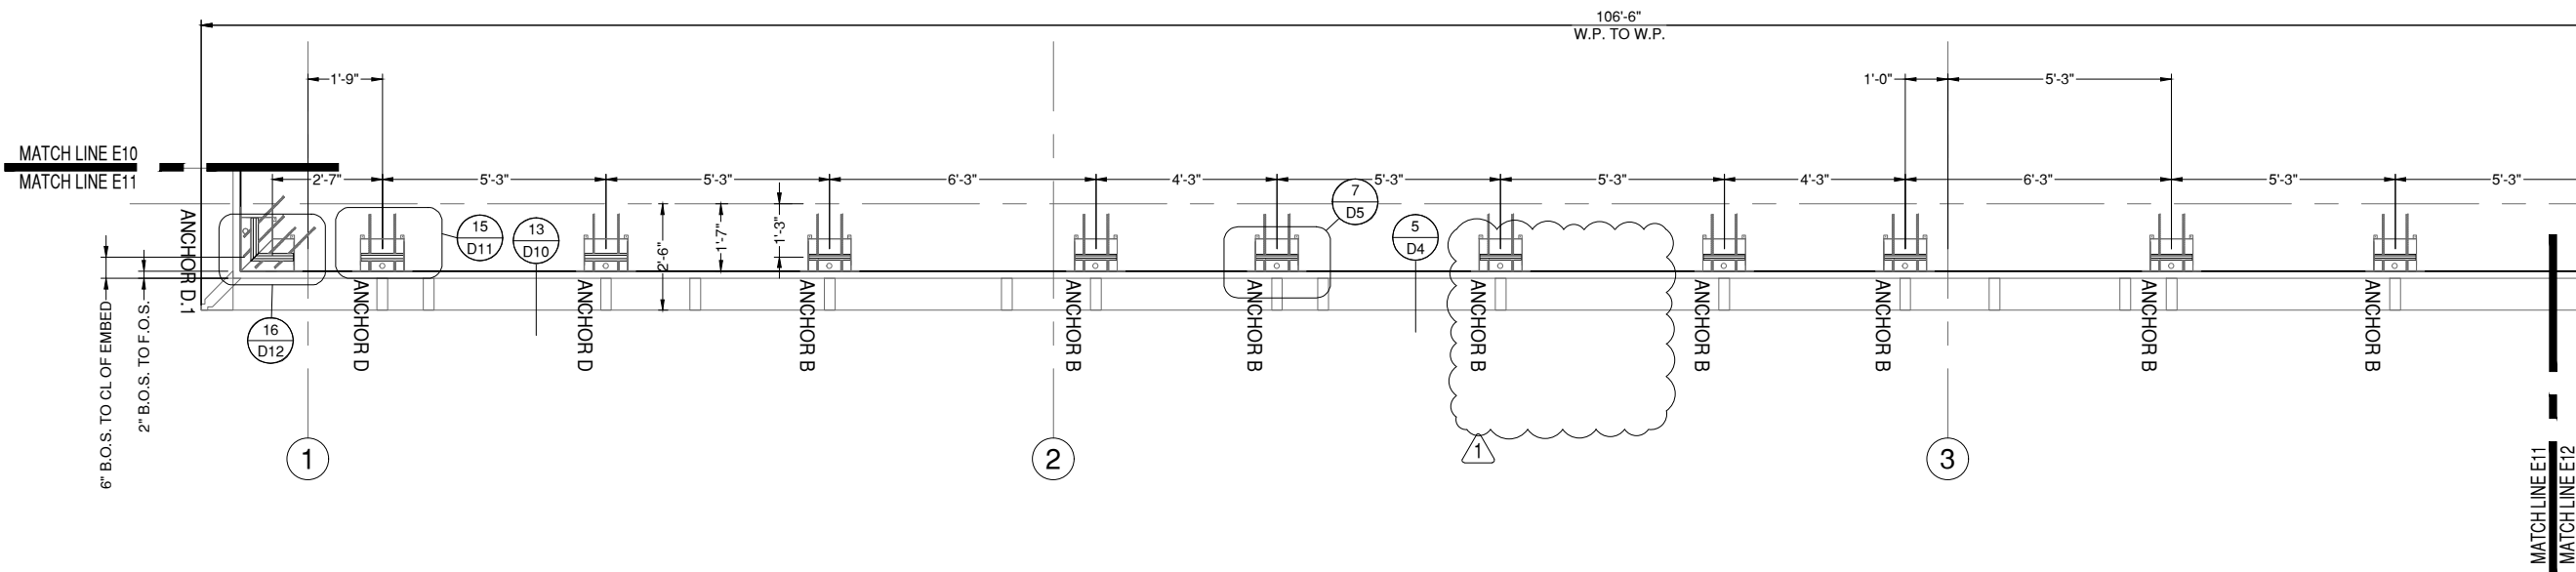 106'-6"
W.P. TO W.P.
1'-9"
1'-0"
5'-3"
MATCH LINE E10
MATCH LINE E11
2'-7"
5'-3"
5'-3"
6'-3"
4'-3"
5'-3"
5'-3"
4'-3"
6'-3"
5'-3"
5'-3"
7
D5
15
D11
13
D10
5
D4
2'-6"
1'-7"
1'-3"
ANCHOR D.1
ANCHOR D
ANCHOR D
ANCHOR B
ANCHOR B
ANCHOR B
ANCHOR B
ANCHOR B
ANCHOR B
ANCHOR B
ANCHOR B
6" B.O.S. TO CL OF EMBED
2" B.O.S. TO F.O.S.
16
D12
1
2
1
3
MATCH LINE E11
MATCH LINE E12